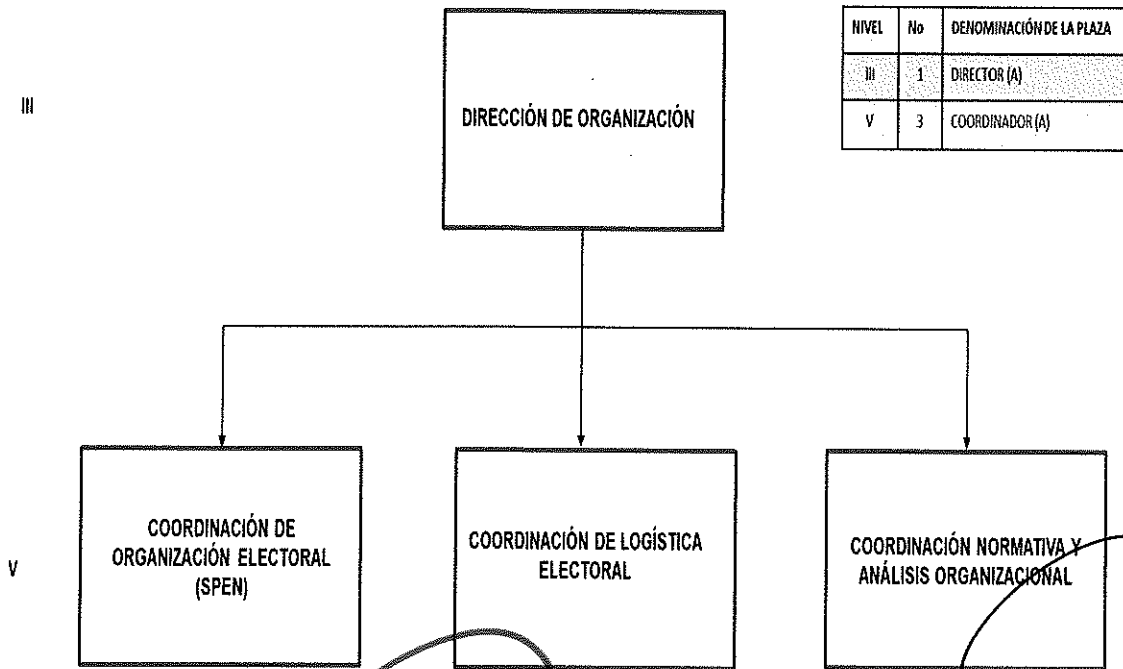 NIVEL No DENOMINACIÓN DE LA PLAZA
III 1 DIRECTOR (A)
V 3 COORDINADOR (A)
III
DIRECCIÓN DE ORGANIZACIÓN
V
COORDINACIÓN DE
ORGANIZACIÓN ELECTORAL
(SPEN)
COORDINACIÓN DE LOGÍSTICA
ELECTORAL
COORDINACIÓN NORMATIVA Y
ANÁLISIS ORGANIZACIONAL